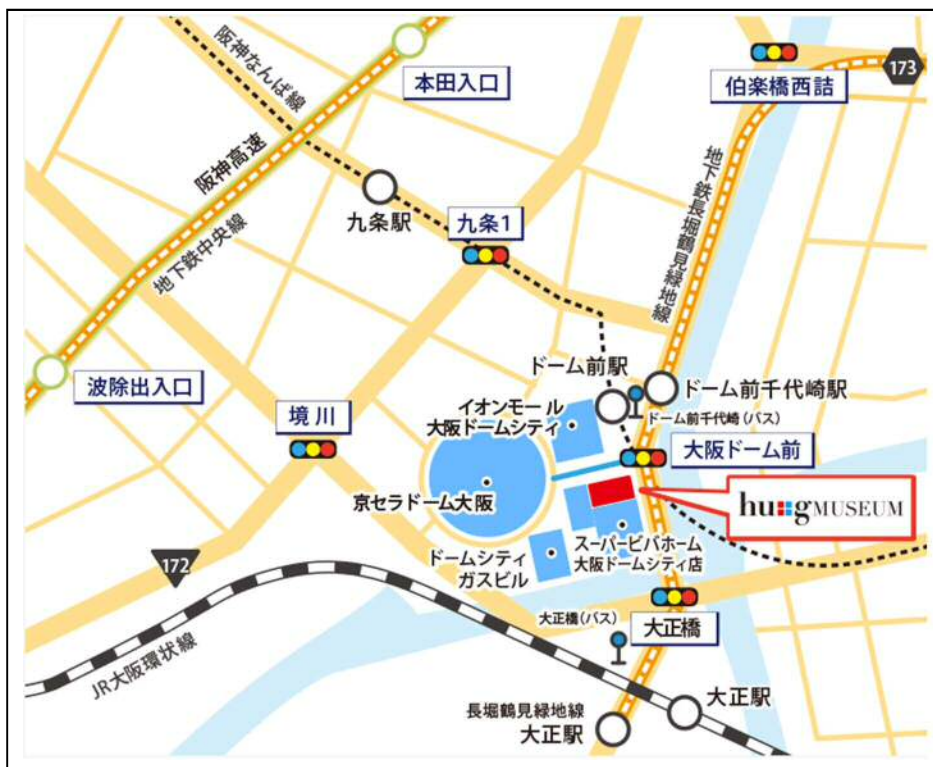 阪神なんば線
本田入口
伯楽橋西詰
173
阪神高速
地下鉄中央線
九条駅
九条1
地下鉄長堀鶴見緑地線
波除出入口
境川
ドーム前駅
ドーム前千代崎駅
ドーム前千代崎(バス)
イオンモール
大阪ドームシティ
大阪ドーム前
京セラドーム大阪
hu++gMUSEUM
ドームシティ
ガスビル
スーパービバホーム
大阪ドームシティ店
172
大正橋(バス)
大正橋
JR大阪環状線
大正駅
長堀鶴見緑地線
大正駅